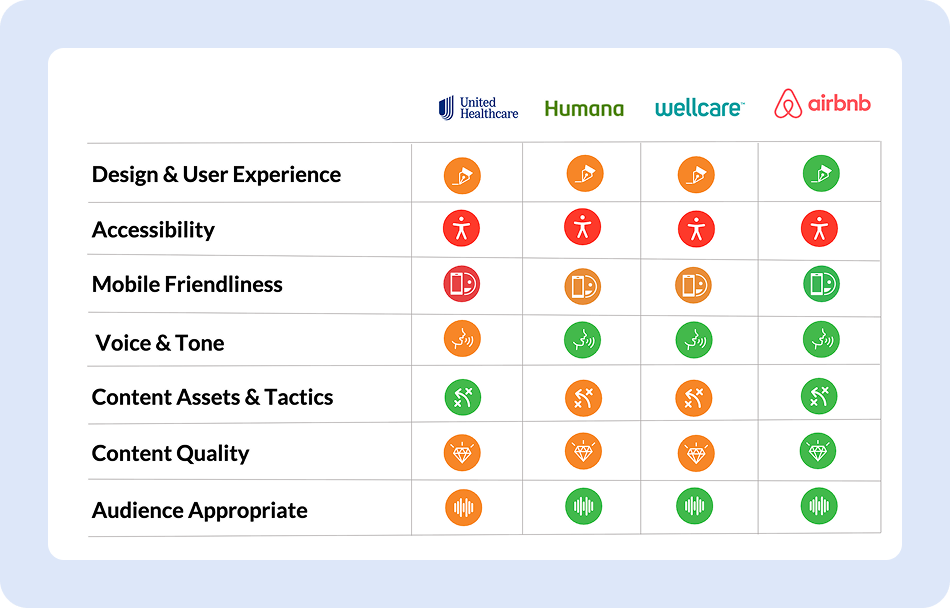 United
Healthcare
Humana
wellcare™
airbnb
Design & User Experience
Accessibility
Mobile Friendliness
Voice & Tone
Content Assets & Tactics
Content Quality
Audience Appropriate